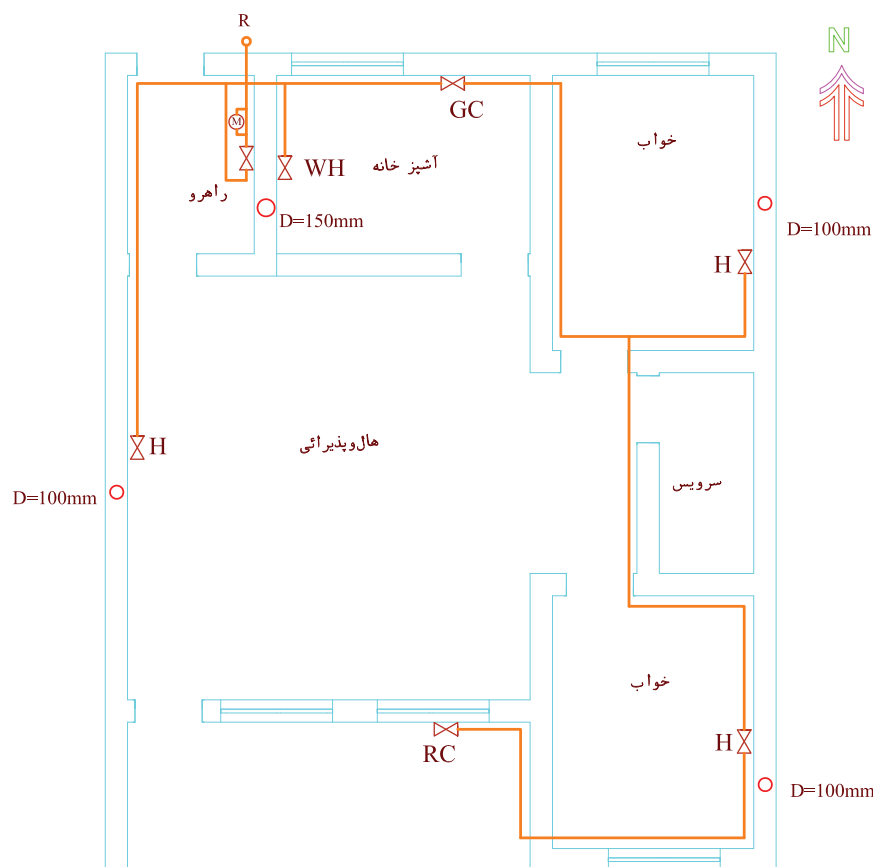 R
N
GC
M
WH
آشپز خانه
خواب
راهرو
D=150mm
D=100mm
H
H
هال‌وپذیرائی
سرویس
D=100mm
خواب
H
RC
D=100mm